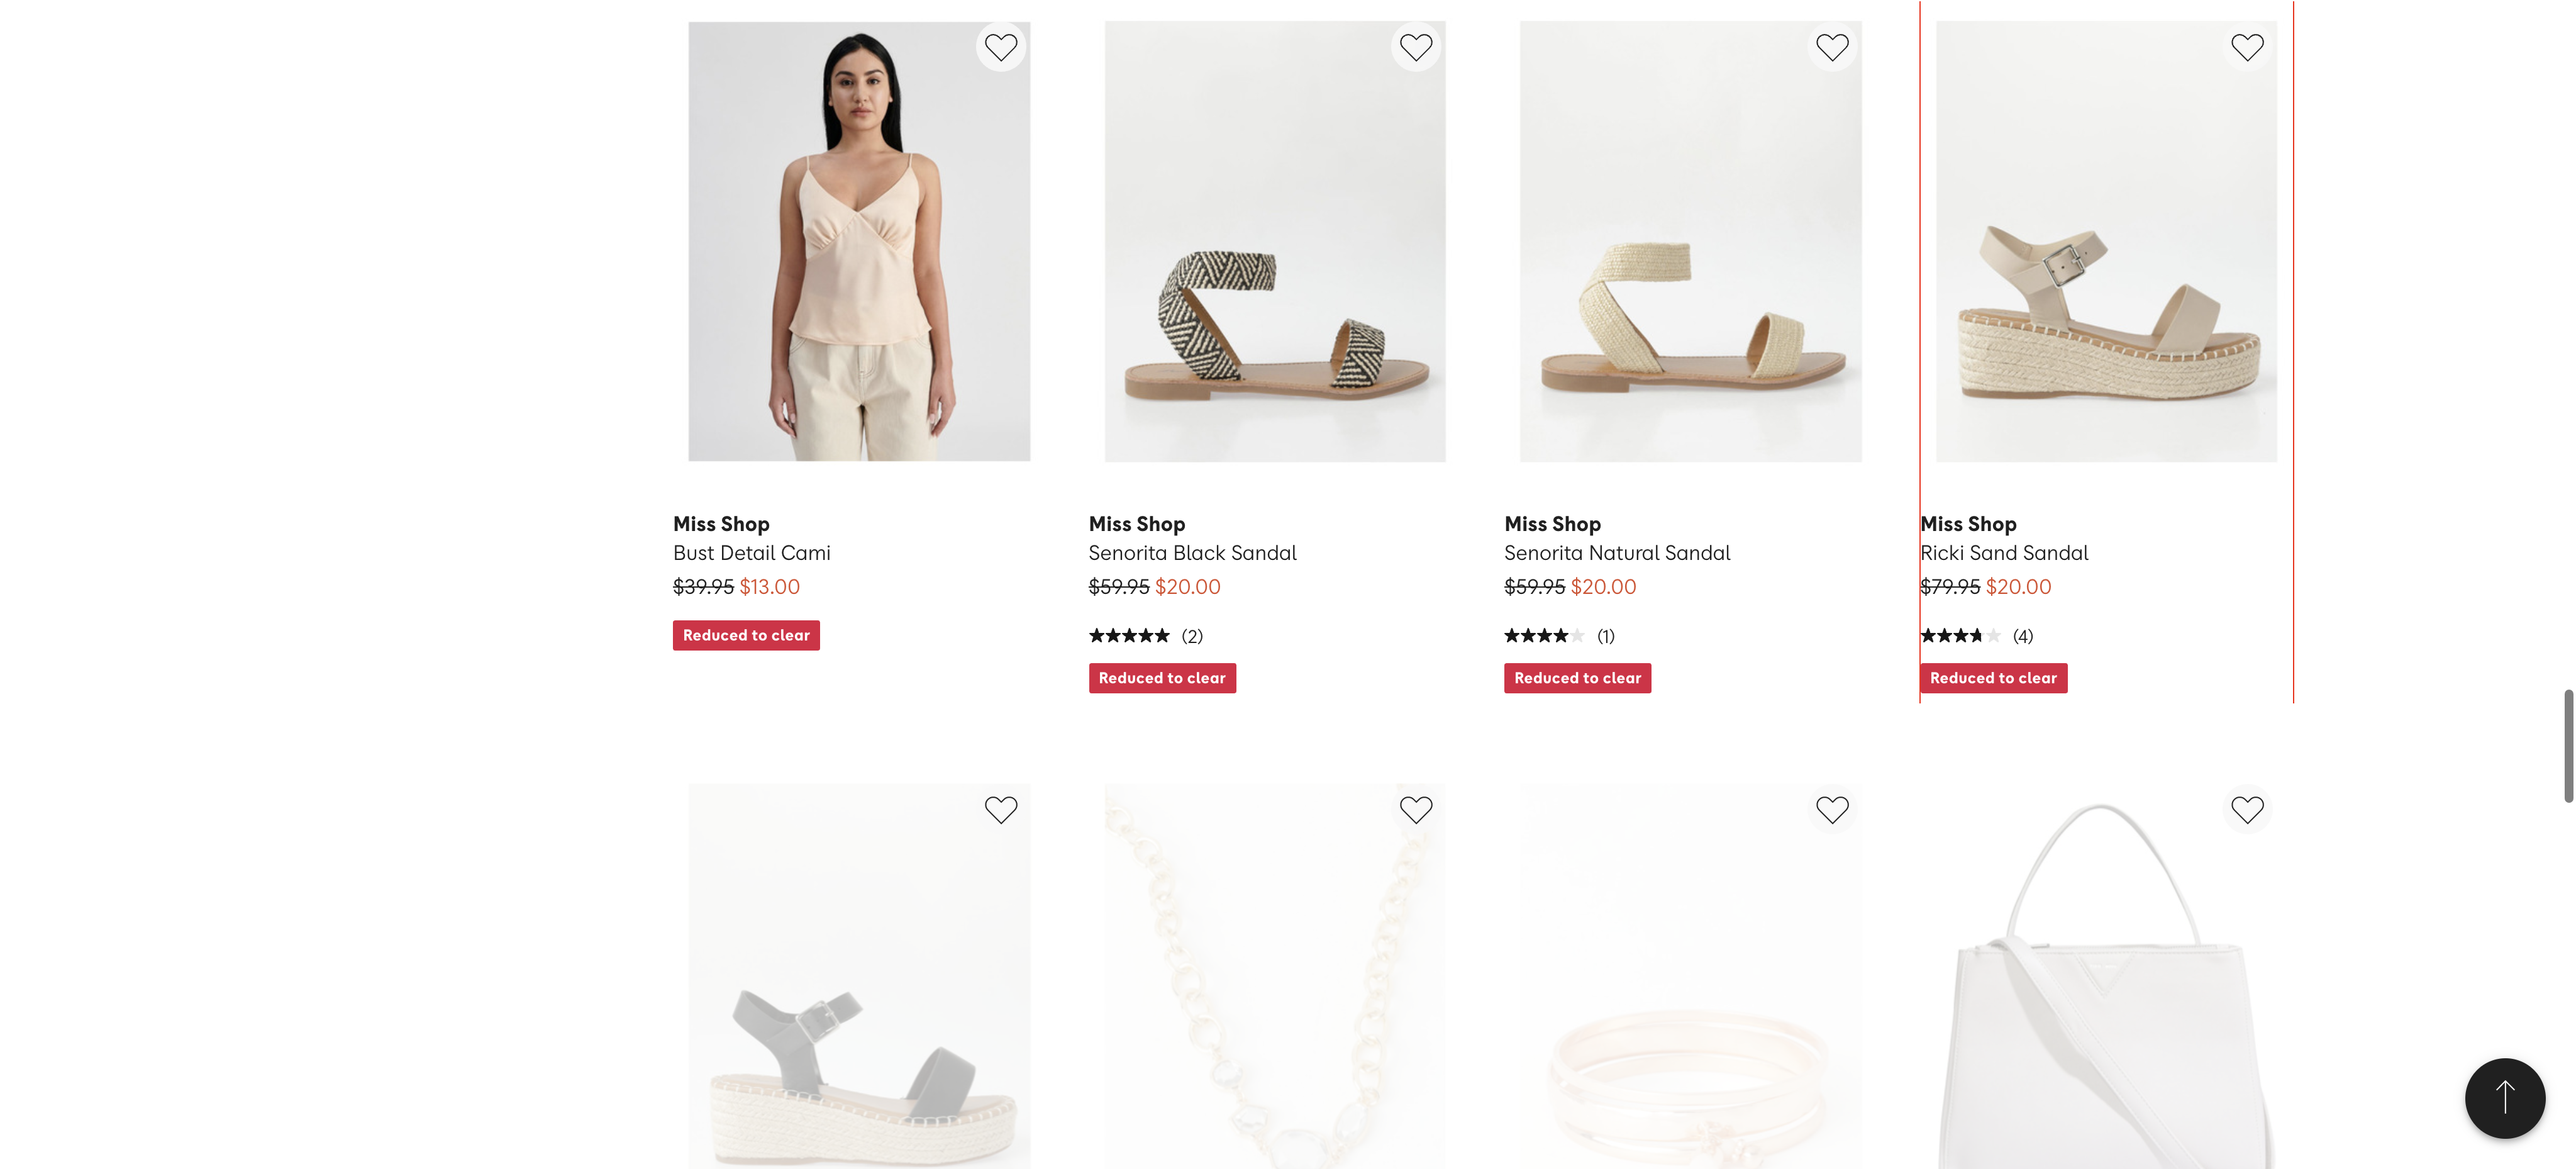 Miss Shop
Bust Detail Cami
$39.95 $13.00
Reduced to clear
Miss Shop
Senorita Black Sandal
$59.95 $20.00
(2)
Reduced to clear
Miss Shop
Senorita Natural Sandal
$59.95 $20.00
(1)
Reduced to clear
Miss Shop
Ricki Sand Sandal
$79.95 $20.00
(4)
Reduced to clear